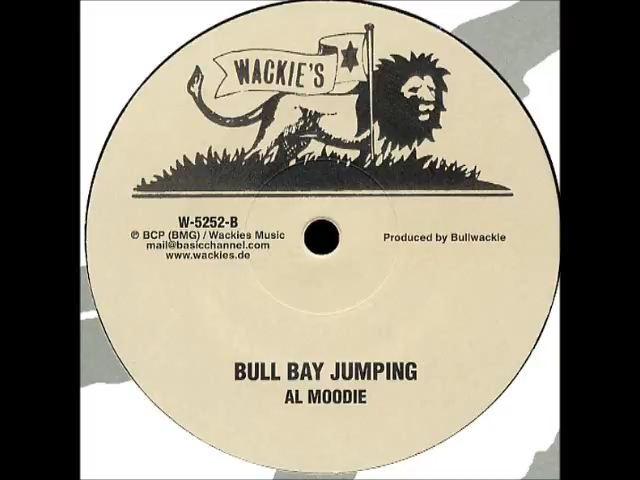 WACKIE'S
W-5252-B
℗ BCP (BMG) / Wackies Music
mail@basicchannel.com
www.wackies.de
Produced by Bullwackie
BULL BAY JUMPING
AL MOODIE